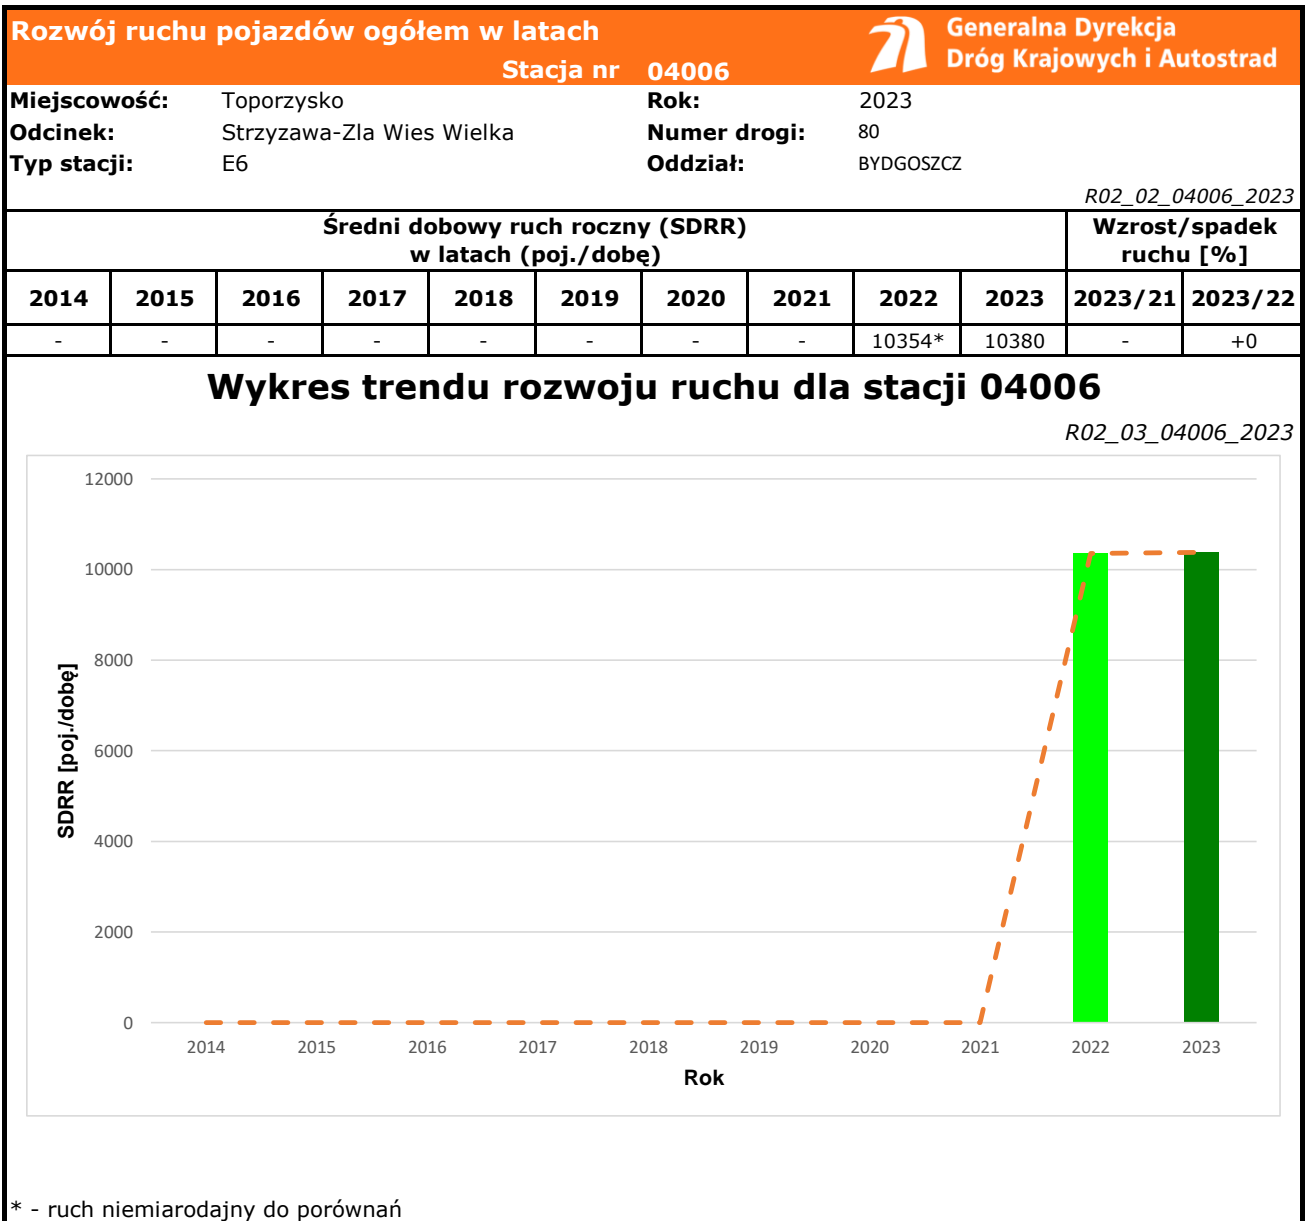 Rozwój ruchu pojazdów ogółem w latach
Stacja nr 04006
Generalna Dyrekcja
Dróg Krajowych i Autostrad
Miejscowość: Toporzysko Rok: 2023
Odcinek: Strzyzawa-Zla Wies Wielka Numer drogi: 80
Typ stacji: E6 Oddział: BYDGOSZCZ
R02_02_04006_2023
Średni dobowy ruch roczny (SDRR)
w latach (poj./dobę)
Wzrost/spadek
ruchu [%]
2014 2015 2016 2017 2018 2019 2020 2021 2022 2023 2023/21 2023/22
- - - - - - - - 10354* 10380 - +0
Wykres trendu rozwoju ruchu dla stacji 04006
R02_03_04006_2023
12000
10000
8000
6000
4000
2000
0
SDRR [poj./dobę]
2014 2015 2016 2017 2018 2019 2020 2021 2022 2023
Rok
* - ruch niemiarodajny do porównań